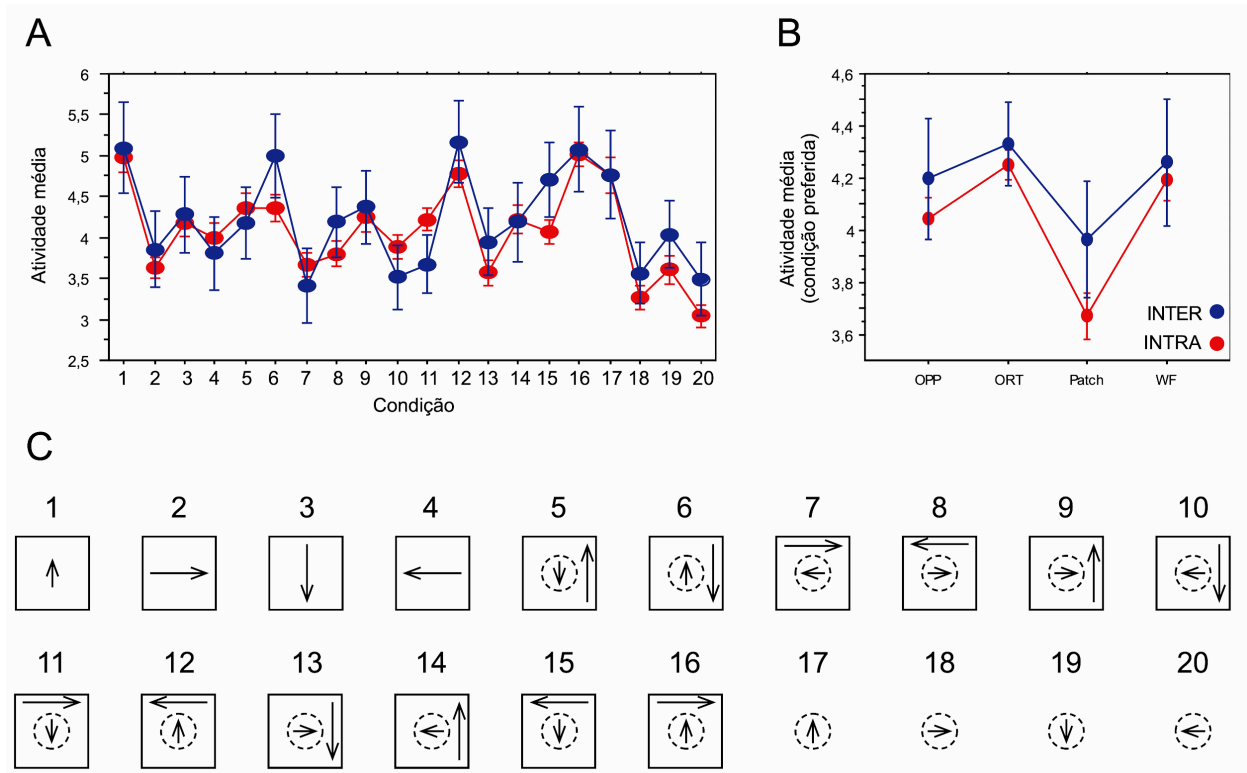 A
B
Atividade média
6
5,5
5
4,5
4
3,5
3
2,5
1 2 3 4 5 6 7 8 9 10 11 12 13 14 15 16 17 18 19 20
Condição
Atividade média
(condição preferida)
4,6
4,4
4,2
4
3,8
3,6
INTER
INTRA
OPP ORT Patch WF
C
1 2 3 4 5 6 7 8 9 10
11 12 13 14 15 16 17 18 19 20